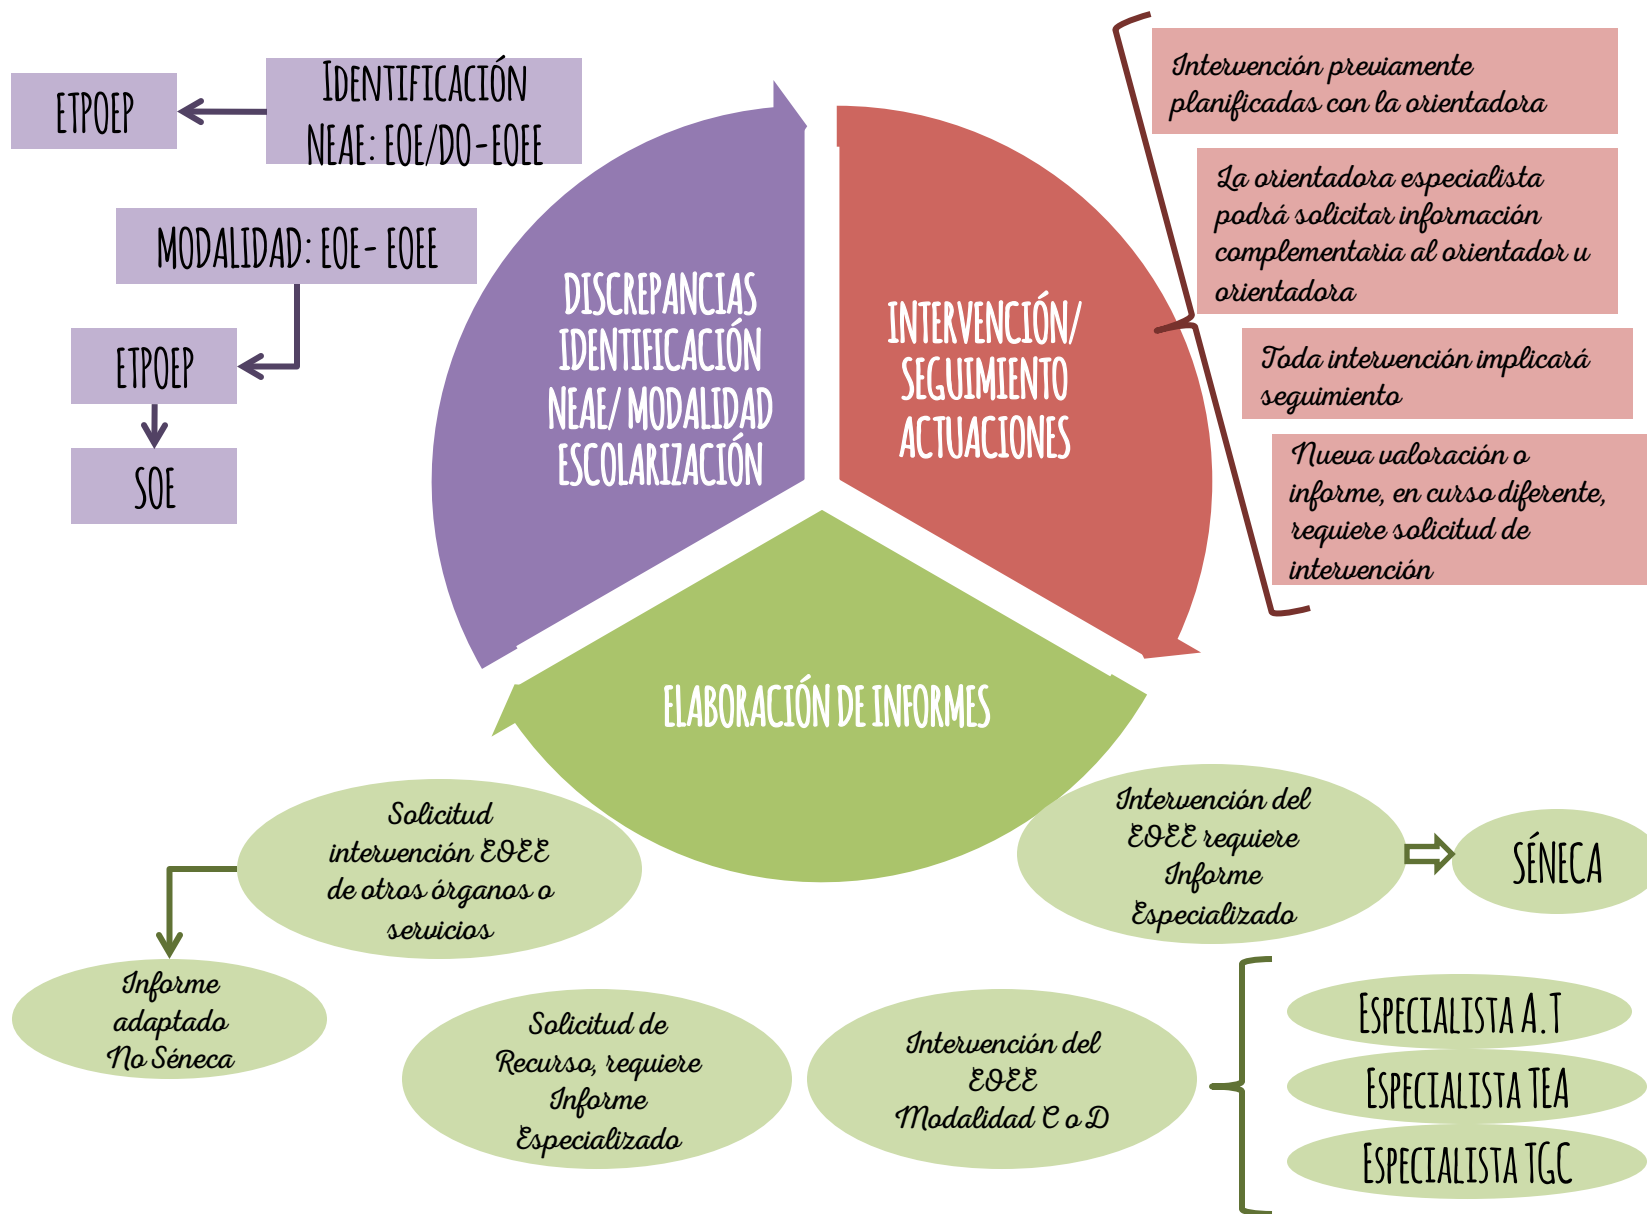 ETPOEP
Identificación
NEAE: EOE/DO-EOEE
MODALIDAD: EOE- EOEE
ETPOEP
SOE
DISCREPANCIAS
IDENTIFICACIÓN
NEAE/ MODALIDAD
ESCOLARIZACIÓN
INTERVENCIÓN/
SEGUIMIENTO
ACTUACIONES
Intervención previamente
planificadas con la orientadora
La orientadora especialista
podrá solicitar información
complementaria al orientador u
orientadora
Toda intervención implicará
seguimiento
Nueva valoración o
informe, en curso diferente,
requiere solicitud de
intervención
ELABORACIÓN DE INFORMES
Solicitud
intervención EOEE
de otros órganos o
servicios
Informe
adaptado
No Séneca
Solicitud de
Recurso, requiere
Informe
Especializado
Intervención del
EOEE requiere
Informe
Especializado
SÉNECA
Intervención del
EOEE
Modalidad C o D
Especialista A.T
Especialista TEA
Especialista TGC